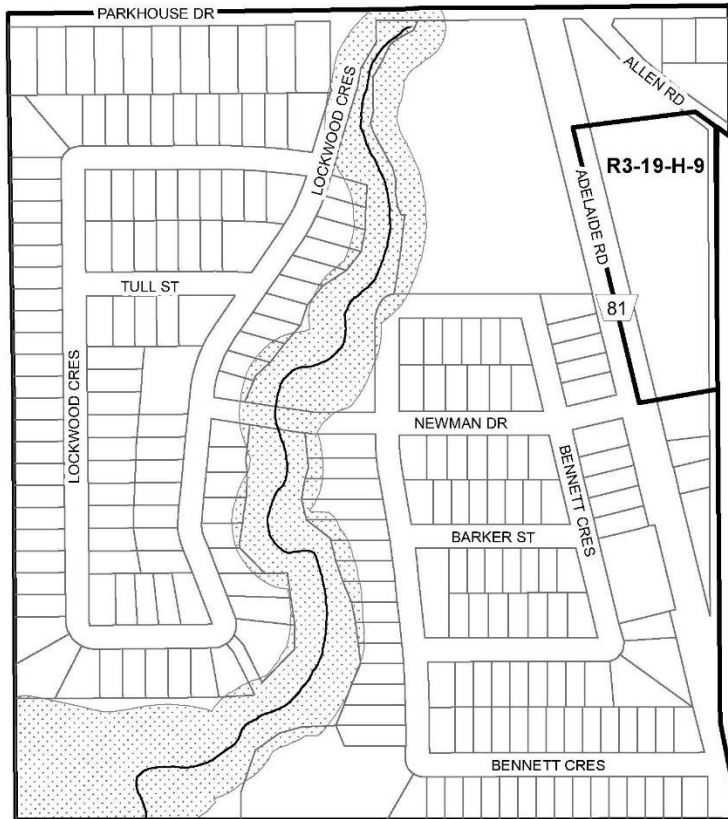 PARKHOUSE DR
ALLEN RD
LOCKWOOD CRES
R3-19-H-9
ADELAIDE RD
TULL ST
81
LOCKWOOD CRES
NEWMAN DR
BENNETT CRES
BARKER ST
BENNETT CRES